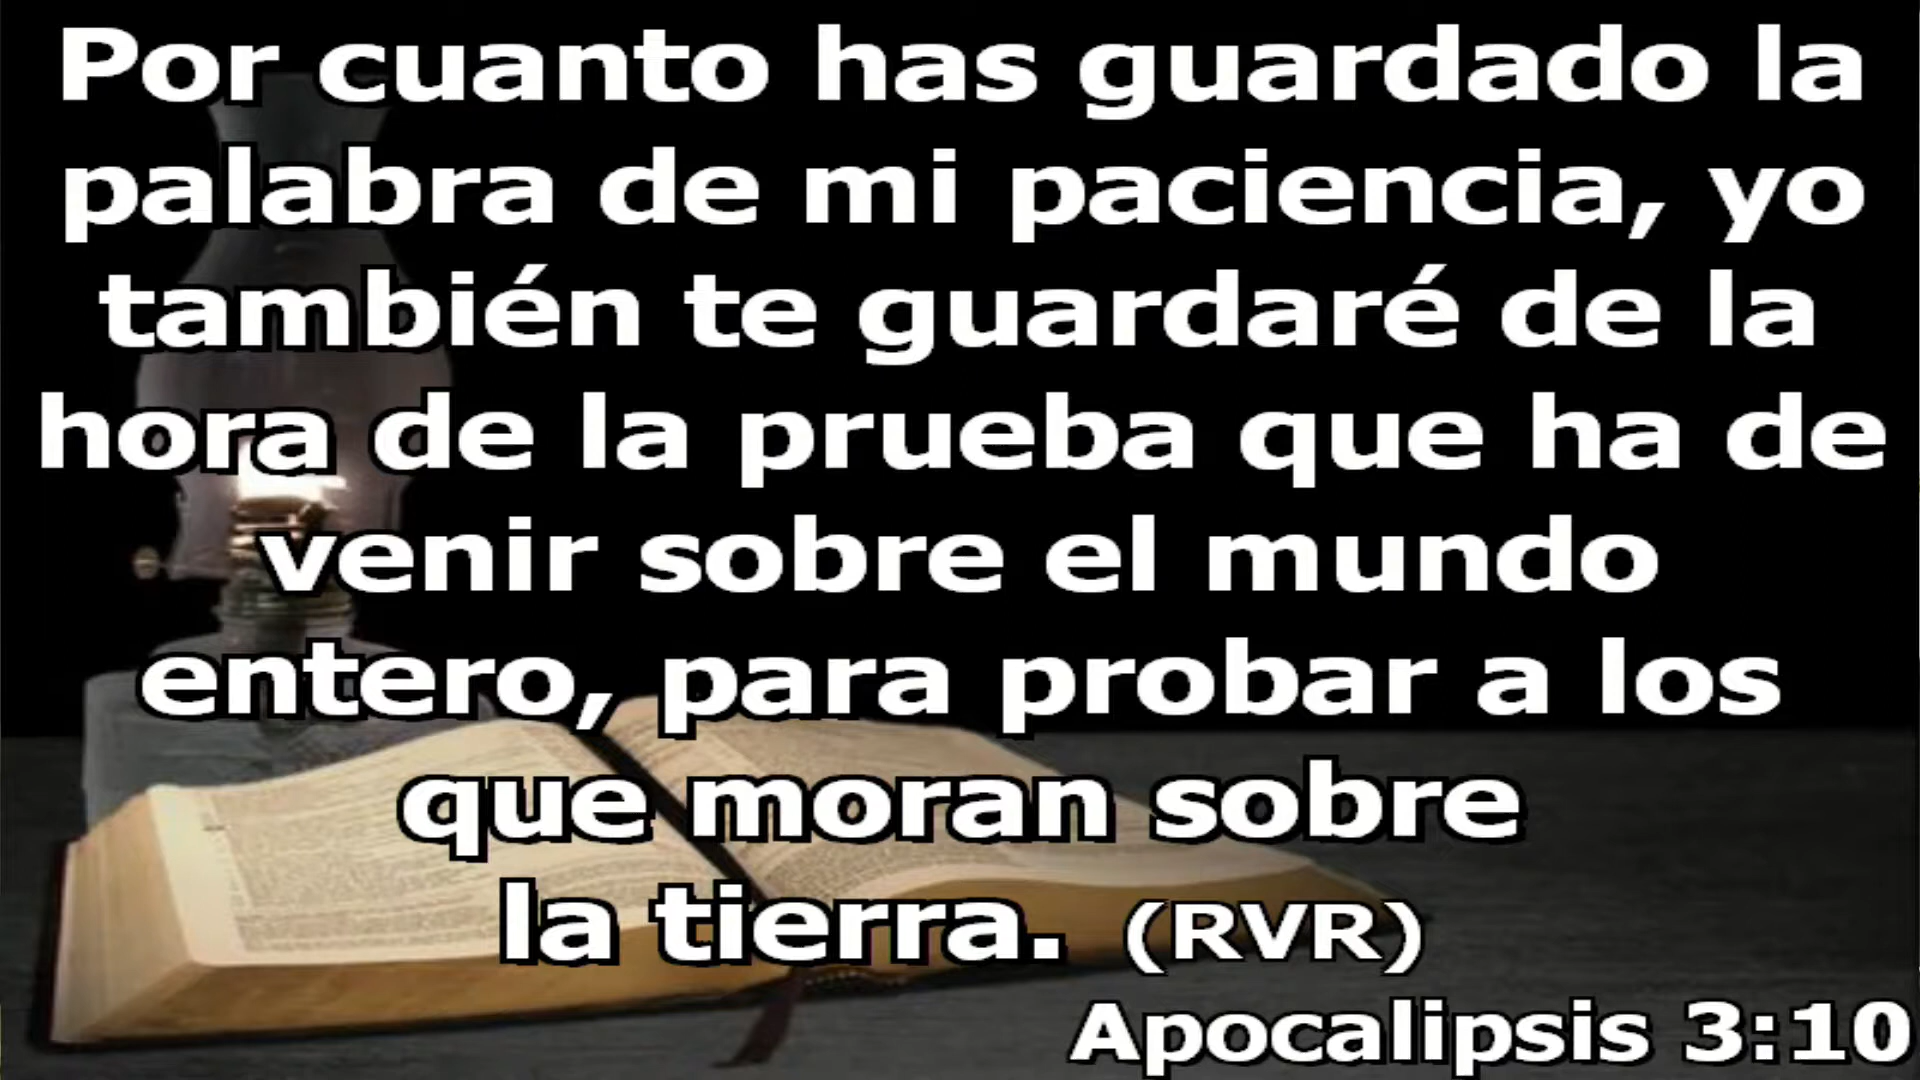 Por cuanto has guardado la
palabra de mi paciencia, yo
también te guardaré de la
hora de la prueba que ha de
venir sobre el mundo
entero, para probar a los
que moran sobre
la tierra. (RVR)
Apocalipsis 3:10